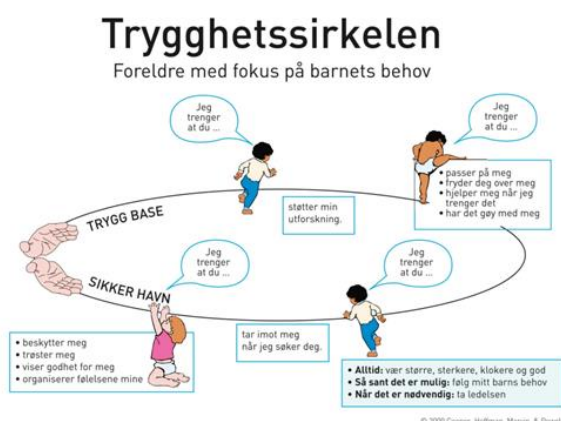 Trygghetssirkelen
Foreldre med fokus på barnets behov
Jeg
trenger
at du ...
Jeg
trenger
at du ...
• passer på meg
• fryder deg over meg
• hjelper meg når jeg
trenger det
• har det gøy med meg
støtter min
utforskning.
TRYGG BASE
SIKKER HAVN
Jeg
trenger
at du ...
Jeg
trenger
at du ...
• beskytter meg
• trøster meg
• viser godhet for meg
• organiserer følelsene mine
tar imot meg
når jeg søker deg.
• Alltid: vær større, sterkere, klokere og god
• Så sant det er mulig: følg mitt barns behov
• Når det er nødvendig: ta ledelsen